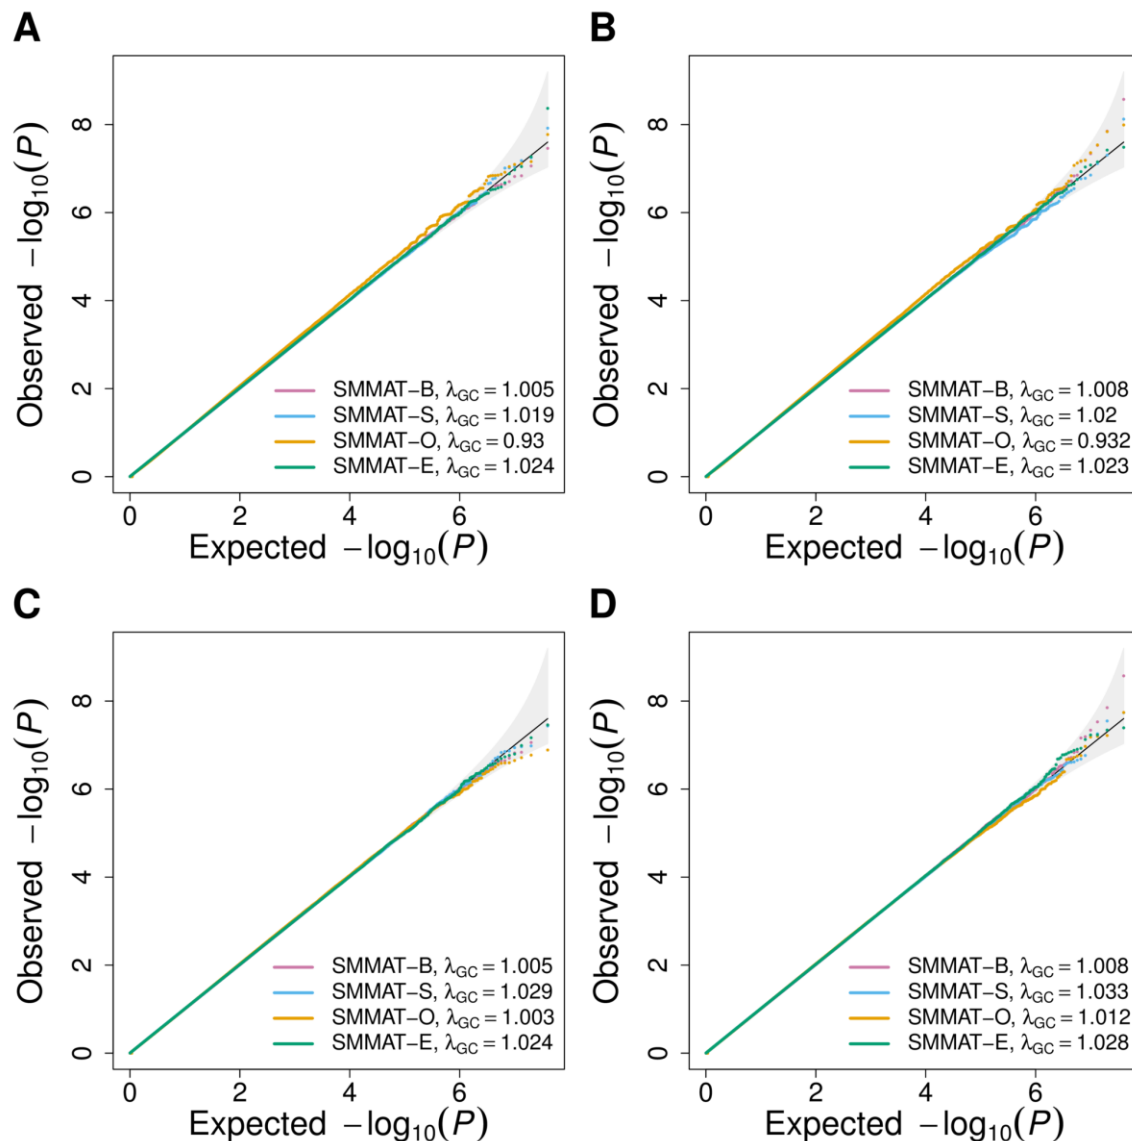 A
Observed −log10(P)
8
6
4
2
0
SMMAT−B, λGC = 1.005
SMMAT−S, λGC = 1.019
SMMAT−O, λGC = 0.93
SMMAT−E, λGC = 1.024
0 2 4 6
Expected −log10(P)
B
Observed −log10(P)
8
6
4
2
0
SMMAT−B, λGC = 1.008
SMMAT−S, λGC = 1.02
SMMAT−O, λGC = 0.932
SMMAT−E, λGC = 1.023
0 2 4 6
Expected −log10(P)
C
Observed −log10(P)
8
6
4
2
0
SMMAT−B, λGC = 1.005
SMMAT−S, λGC = 1.029
SMMAT−O, λGC = 1.003
SMMAT−E, λGC = 1.024
0 2 4 6
Expected −log10(P)
D
Observed −log10(P)
8
6
4
2
0
SMMAT−B, λGC = 1.008
SMMAT−S, λGC = 1.033
SMMAT−O, λGC = 1.012
SMMAT−E, λGC = 1.028
0 2 4 6
Expected −log10(P)